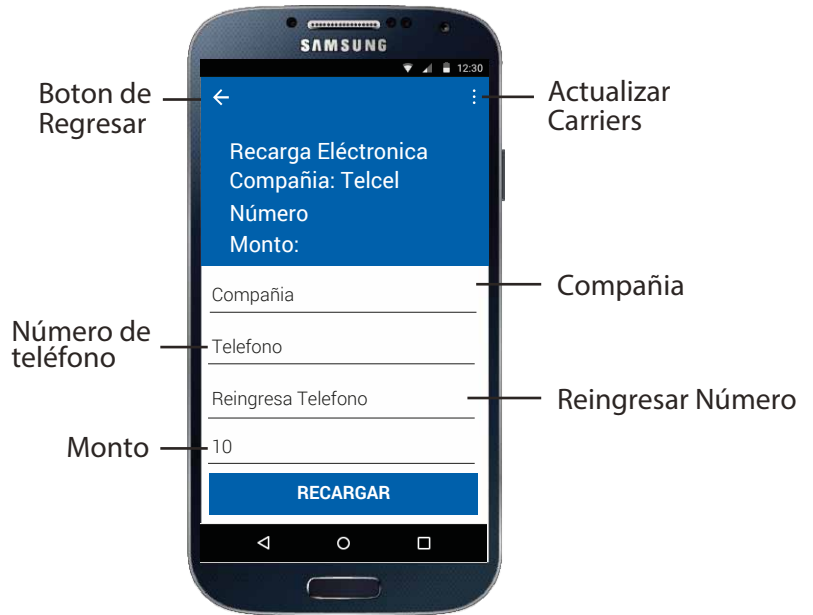 SAMSUNG
12:30
Boton de
Regresar
Actualizar
Carriers
Recarga Eléctronica
Compañia: Telcel
Número
Monto:
Compañia
Compañia
Número de
teléfono
Telefono
Reingresa Telefono
Reingresar Número
Monto
10
RECARGAR